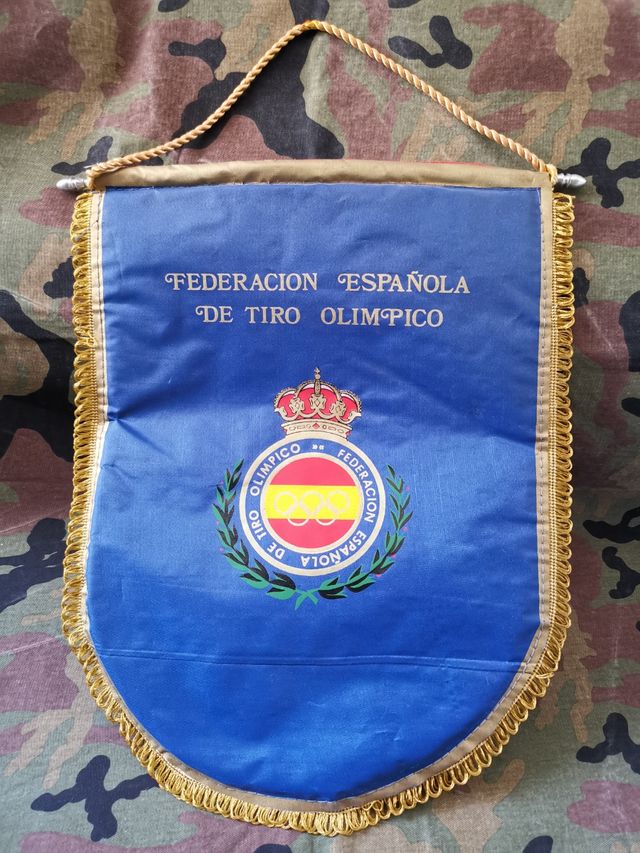 FEDERACION ESPAÑOLA
DE TIRO OLIMPICO
FEDERACION ESPAÑOLA DE TIRO OLIMPICO